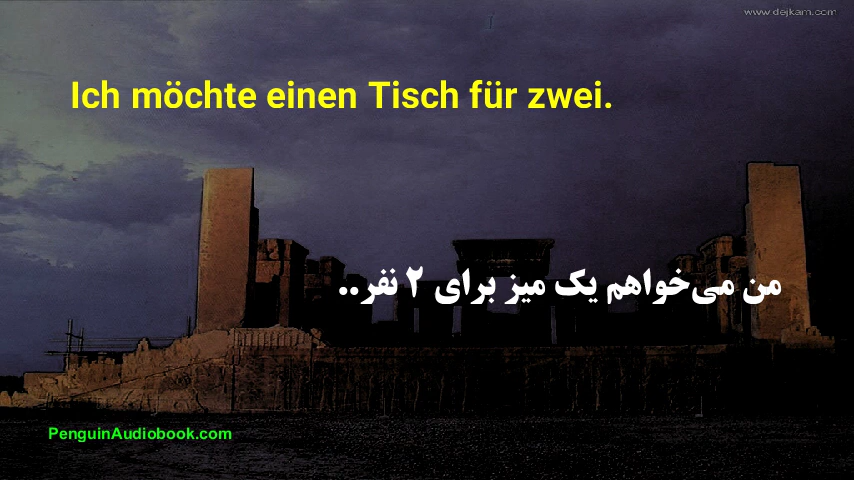 www.dejkam.com
Ich möchte einen Tisch für zwei.
من می‌خواهم یک میز برای ۲ نفر..
PenguinAudiobook.com